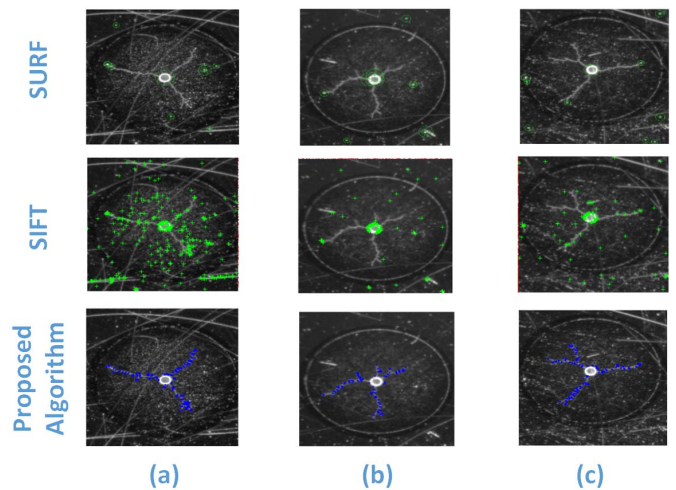 SURF
SIFT
Proposed
Algorithm
(a)
(b)
(c)